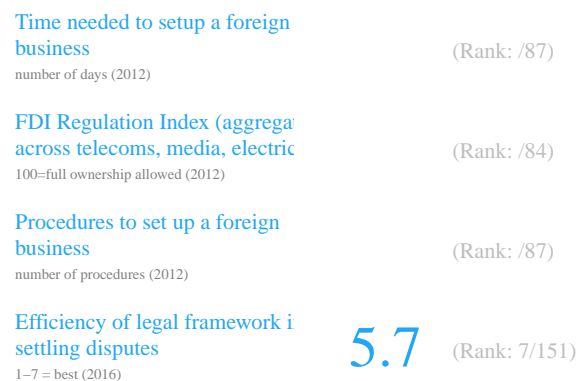 Time needed to setup a foreign
business
(Rank: /87)
number of days (2012)
FDI Regulation Index (aggregat
across telecoms, media, electric
(Rank: /84)
100=full ownership allowed (2012)
Procedures to set up a foreign
business
(Rank: /87)
number of procedures (2012)
Efficiency of legal framework i
settling disputes
5.7 (Rank: 7/151)
1–7 = best (2016)